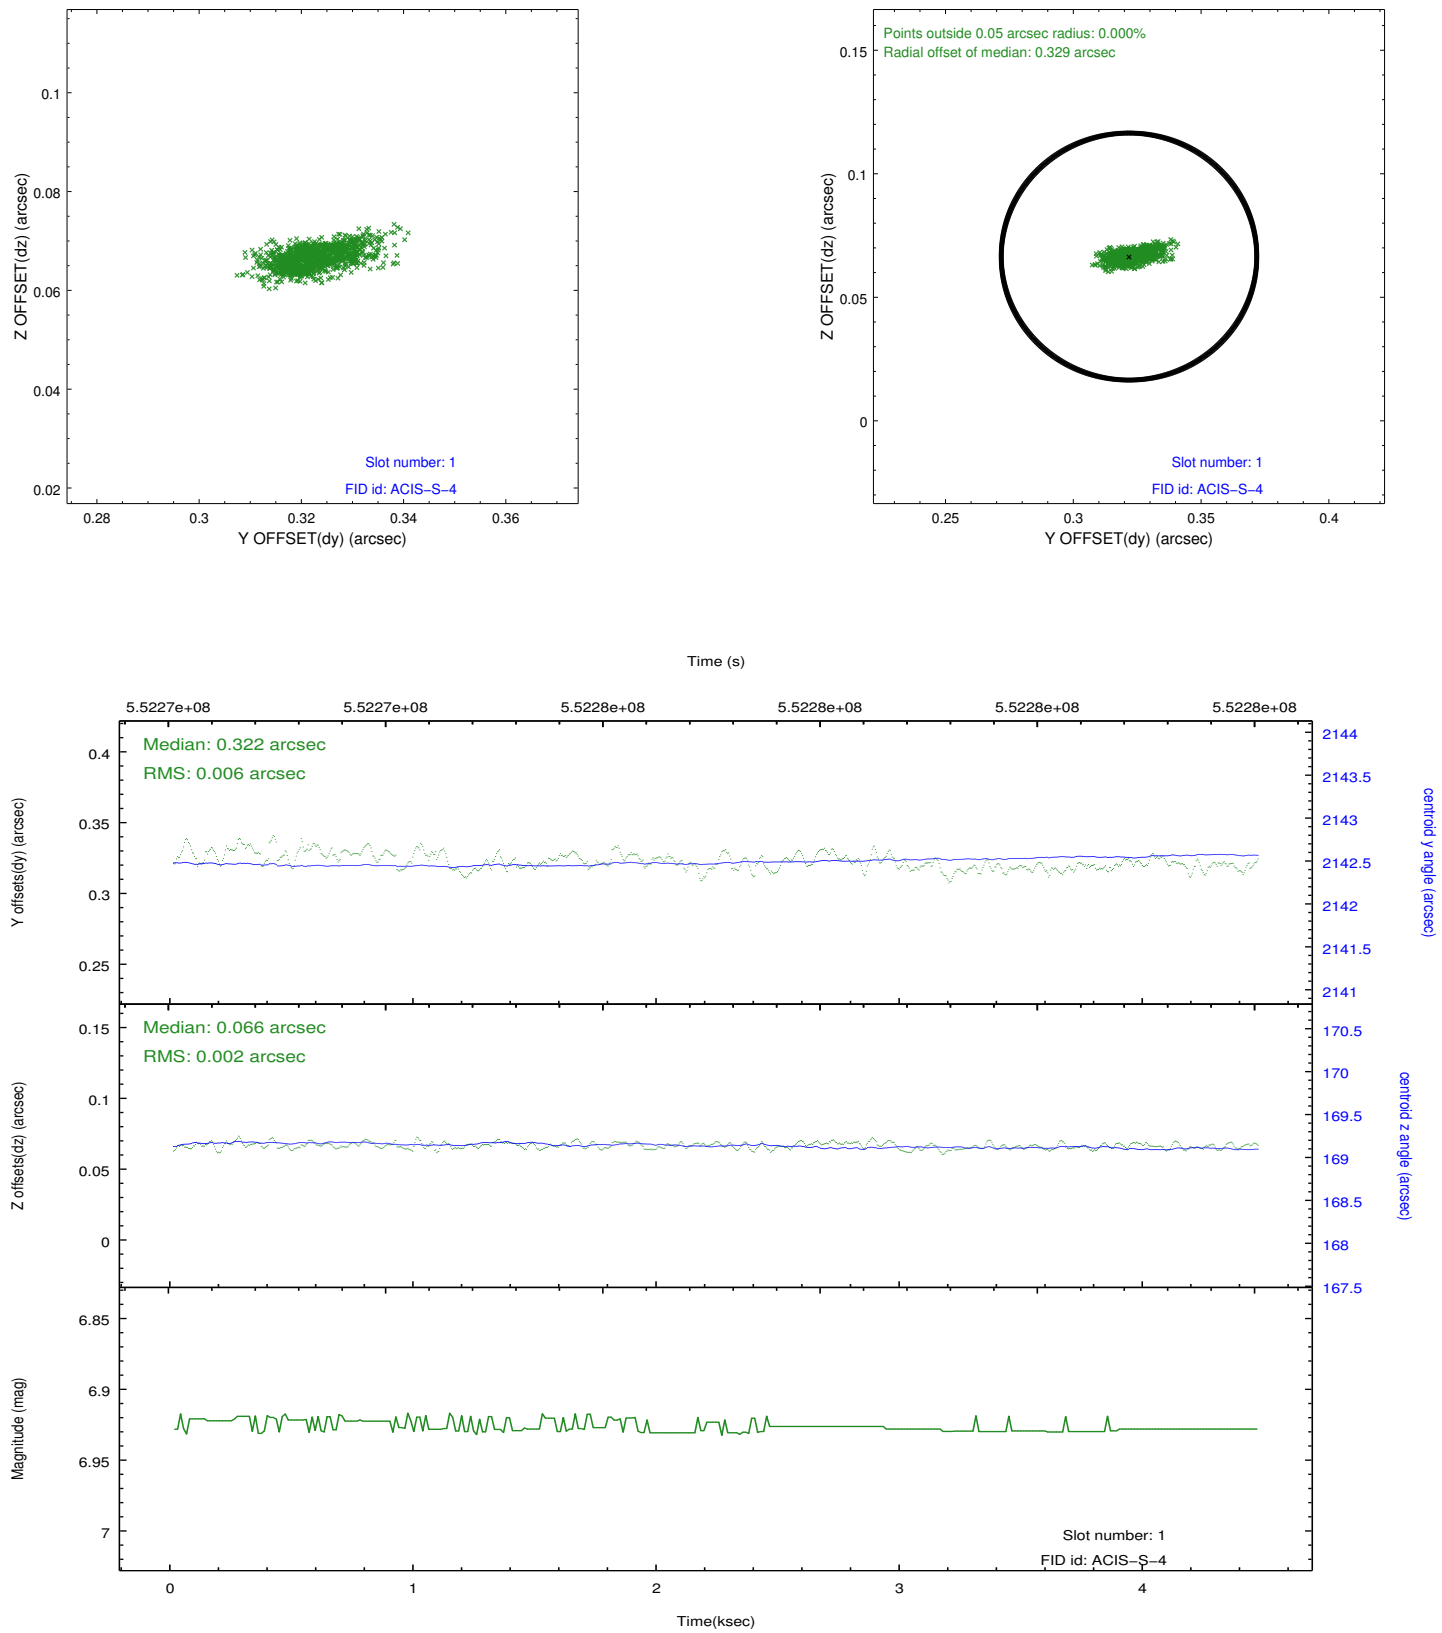 0.1
0.08
0.06
0.04
0.02
Z OFFSET(dz) (arcsec)
Slot number: 1
FID id: ACIS−S−4
0.28 0.3 0.32 0.34 0.36
Y OFFSET(dy) (arcsec)
Points outside 0.05 arcsec radius: 0.000%
Radial offset of median: 0.329 arcsec
0.15
0.1
0.05
0
Z OFFSET(dz) (arcsec)
Slot number: 1
FID id: ACIS−S−4
0.25 0.3 0.35 0.4
Y OFFSET(dy) (arcsec)
Time (s)
5.5227e+08 5.5227e+08 5.5228e+08 5.5228e+08 5.5228e+08 5.5228e+08
Median: 0.322 arcsec
RMS: 0.006 arcsec
0.4
0.35
0.3
0.25
Y offsets(dy) (arcsec)
2144
2143.5
2143
2142.5
2142
2141.5
2141
centroid y angle (arcsec)
Median: 0.066 arcsec
RMS: 0.002 arcsec
0.15
0.1
0.05
0
Z offsets(dz) (arcsec)
170.5
170
169.5
169
168.5
168
167.5
centroid z angle (arcsec)
6.85
6.9
6.95
7
Magnitude (mag)
Slot number: 1
FID id: ACIS−S−4
0 1 2 3 4
Time(ksec)